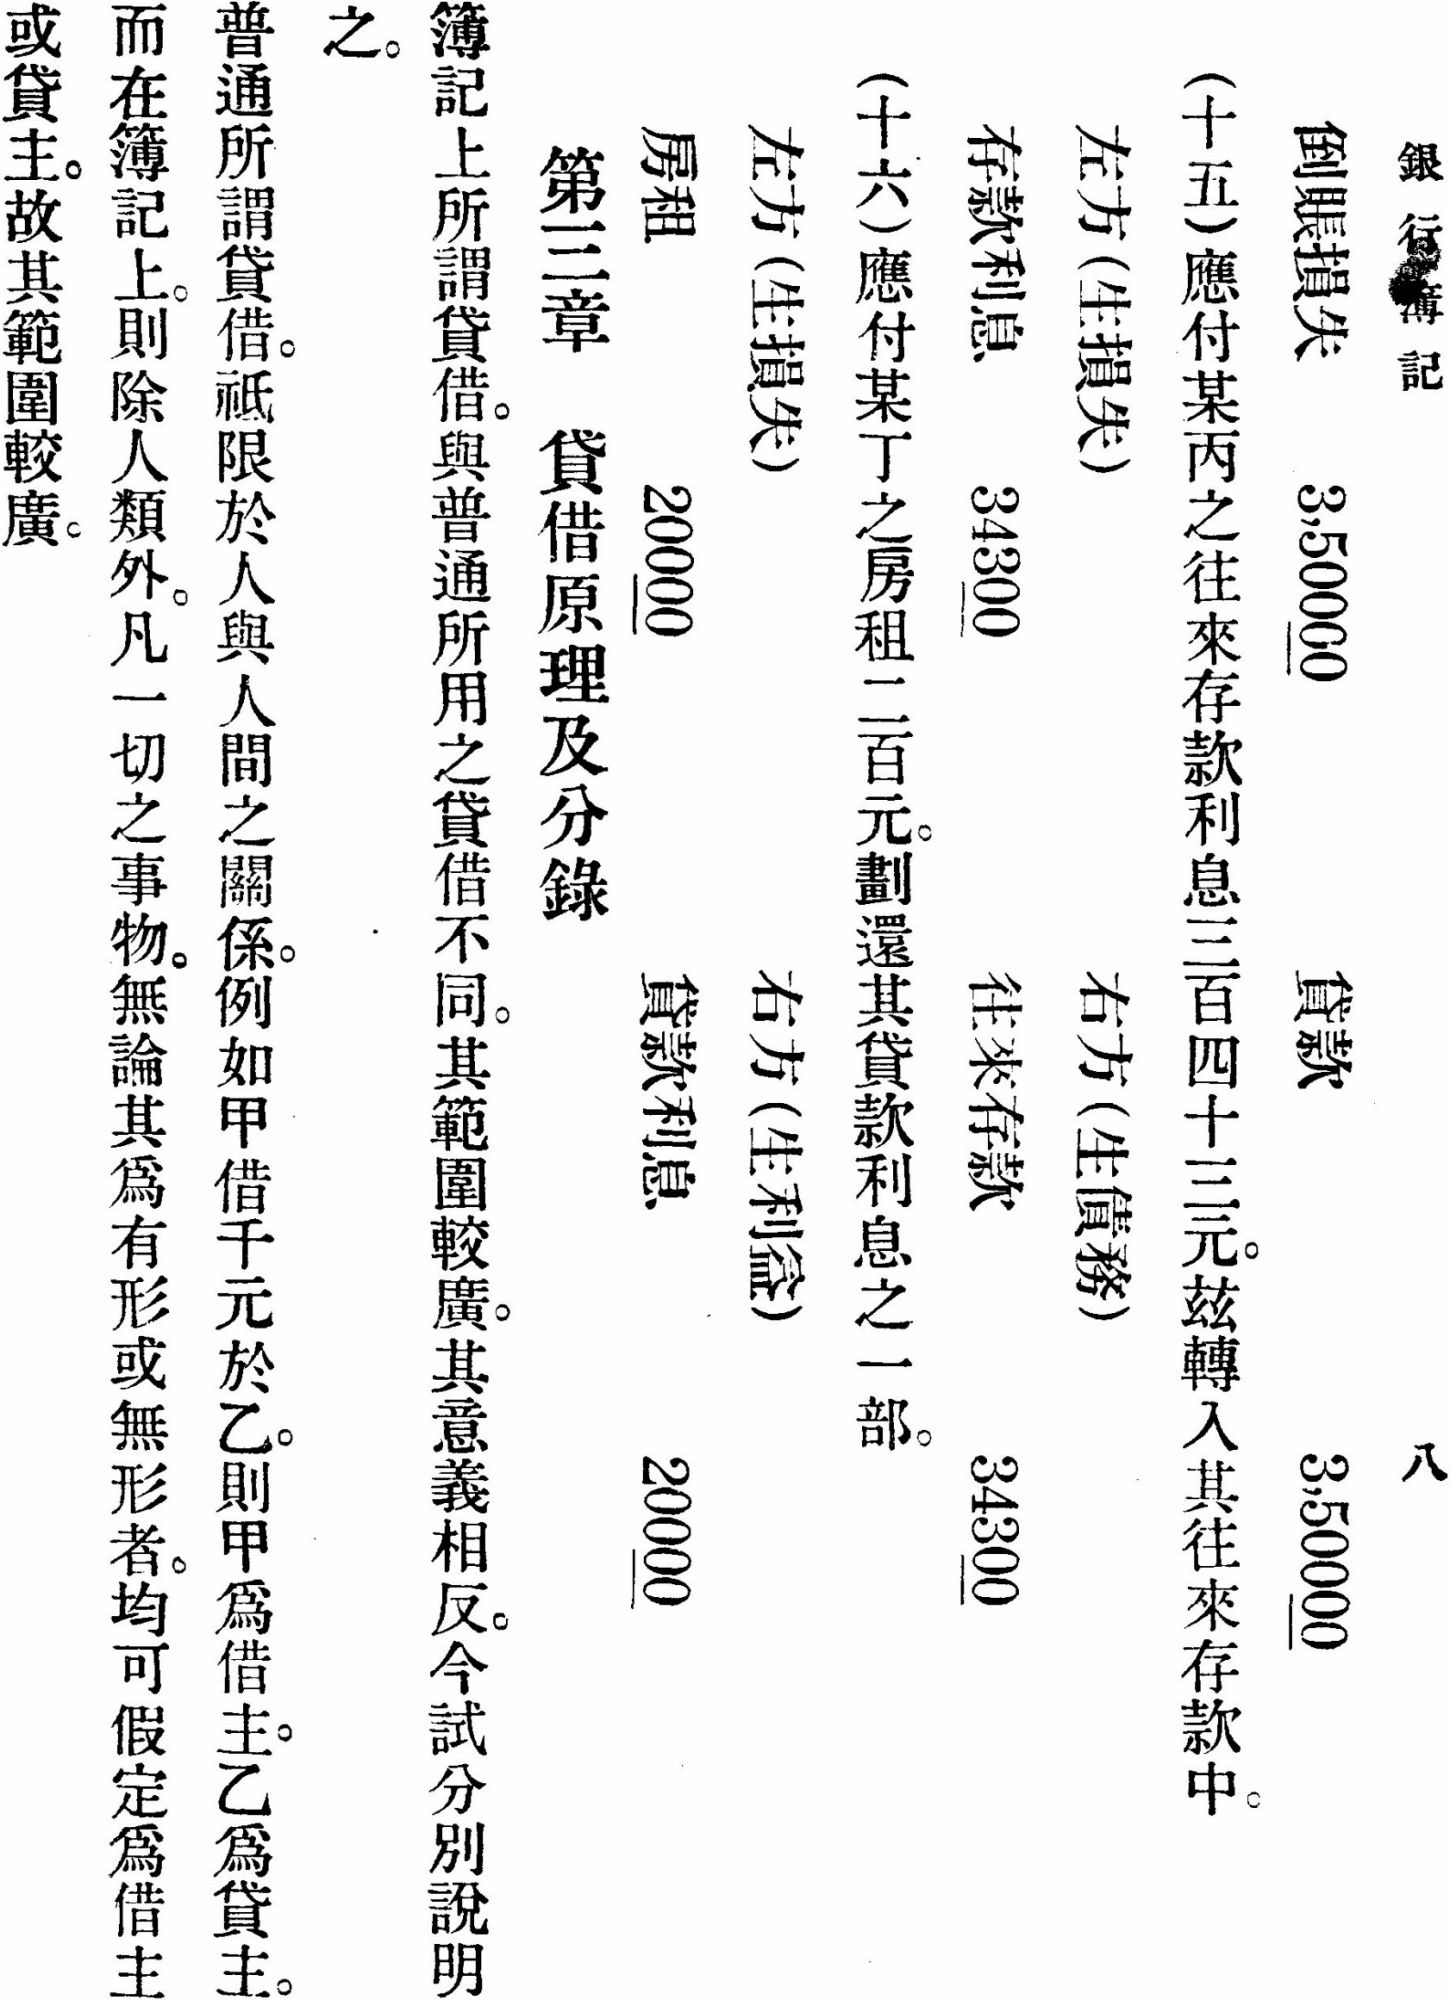 銀行簿記
八
倒賬損失 3,50000 貸款 3,50000
(十五)應付某丙之往來存款利息三百四十三元。茲轉入其往來存款中。
左方(生損失) 右方(生債務)
存款利息 34300 往來存款 34300
(十六)應付某丁之房租二百元。劃還其貸款利息之一部。
左方(生損失) 右方(生利益)
房租 20000 貸款利息 20000
第三章 貸借原理及分錄
簿記上所謂貸借。與普通所用之貸借不同。其範圍較廣。其意義相反。今試分別說明
之。
普通所謂貸借。祇限於人與人間之關係。例如甲借千元於乙。則甲爲借主。乙爲貸主。
而在簿記上。則除人類外。凡一切之事物。無論其爲有形或無形者。均可假定爲借主
或貸主。故其範圍較廣。